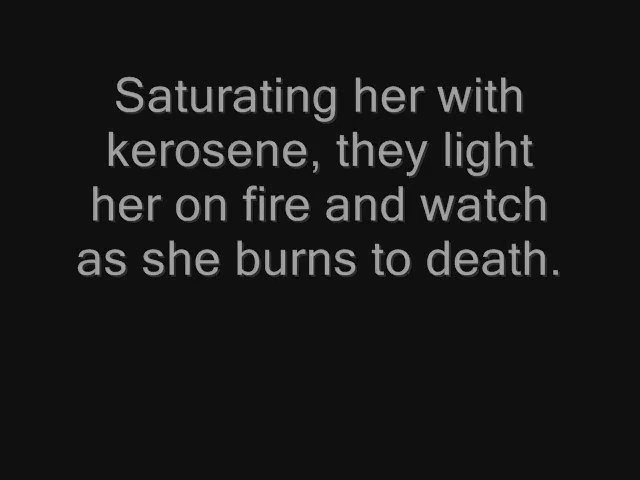 Saturating her with
kerosene, they light
her on fire and watch
as she burns to death.